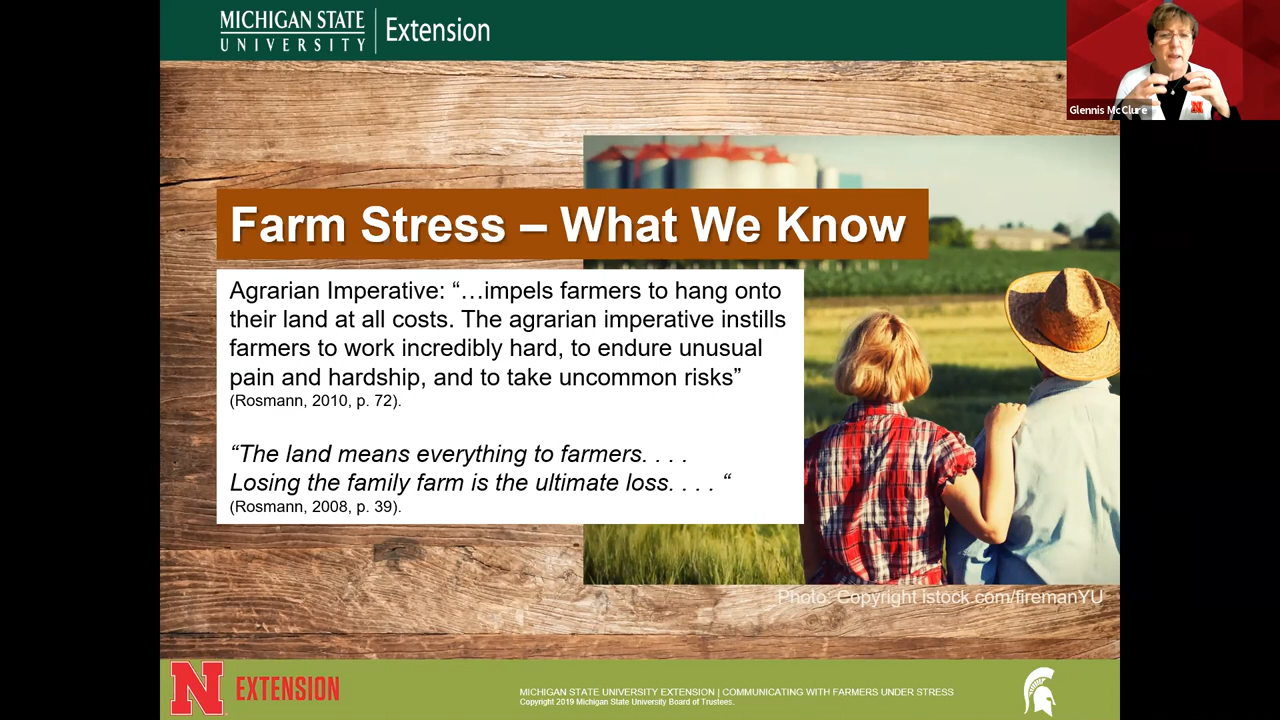 MICHIGAN STATE
UNIVERSITY
Extension
N
Glennis McClure
Farm Stress – What We Know
Agrarian Imperative: “…impels farmers to hang onto
their land at all costs. The agrarian imperative instills
farmers to work incredibly hard, to endure unusual
pain and hardship, and to take uncommon risks”
(Rosmann, 2010, p. 72).
“The land means everything to farmers. . . .
Losing the family farm is the ultimate loss. . . . “
(Rosmann, 2008, p. 39).
Photo: Copyright istock.com/firemanYU
N EXTENSION
MICHIGAN STATE UNIVERSITY EXTENSION | COMMUNICATING WITH FARMERS UNDER STRESS
Copyright 2019 Michigan State University Board of Trustees.